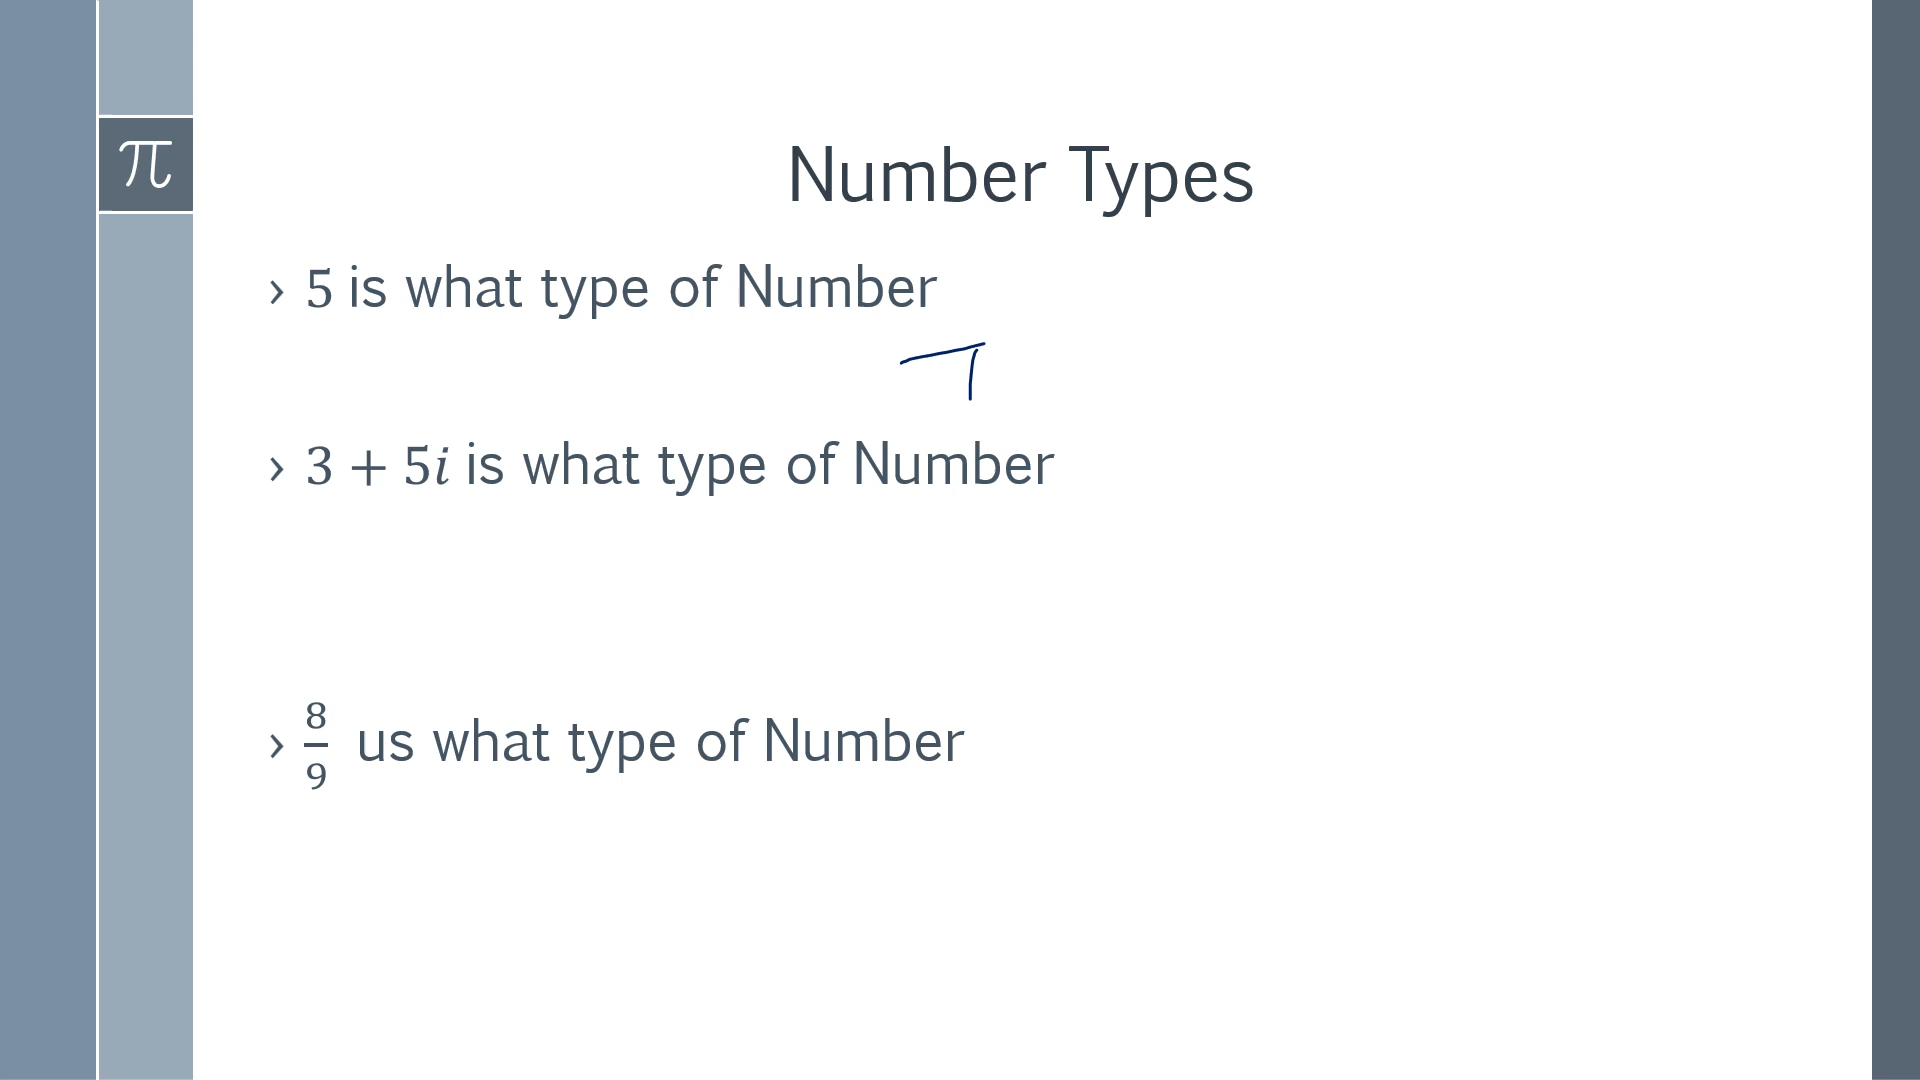 π
Number Types
› 5 is what type of Number
› 3 + 5i is what type of Number
› 8/9 us what type of Number